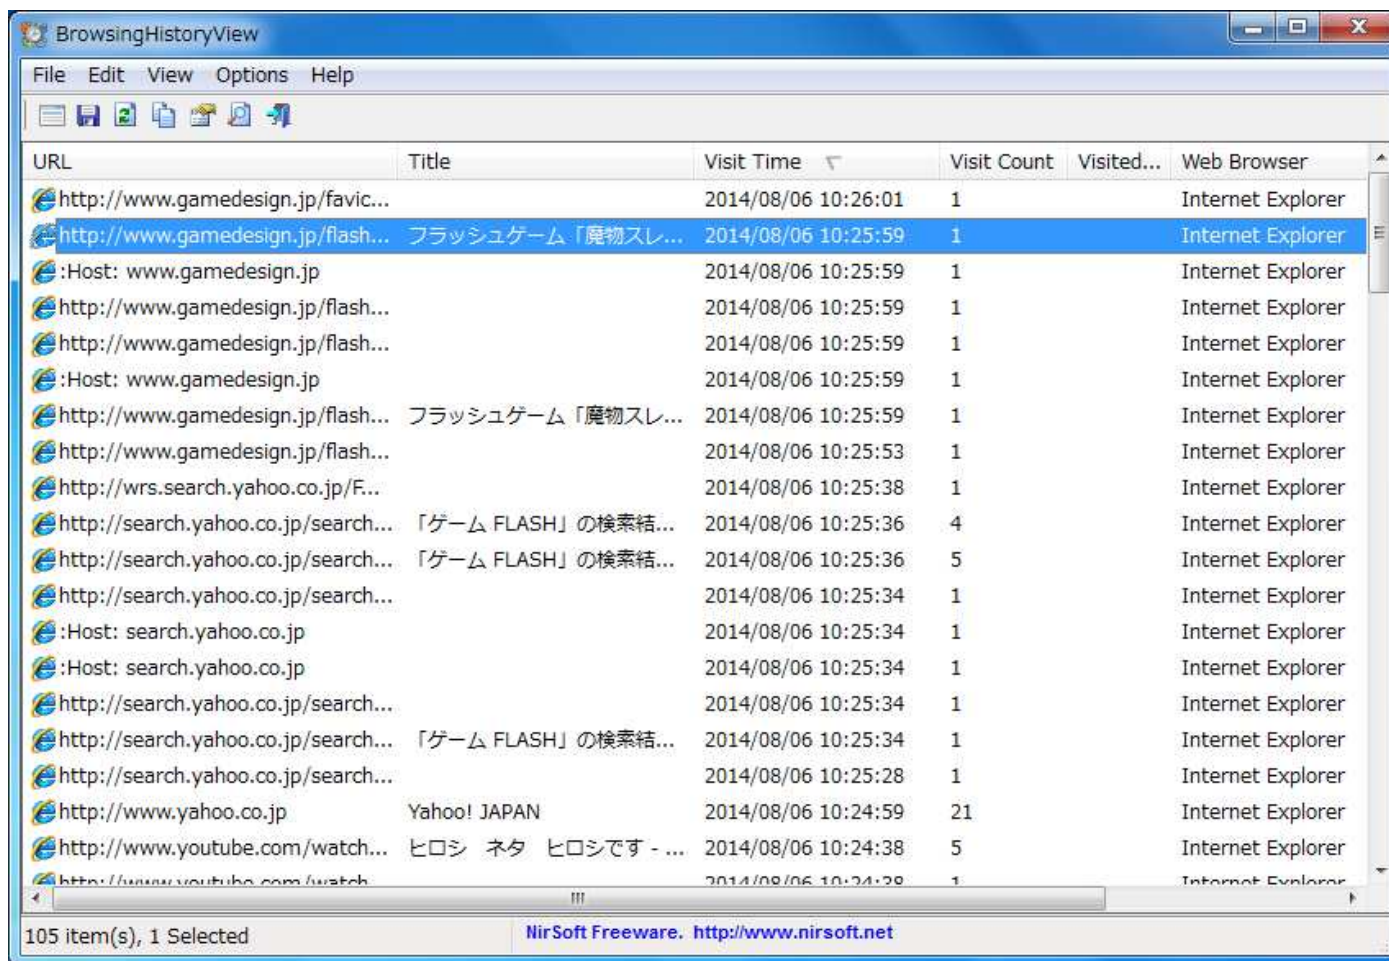 BrowsingHistoryView
File Edit View Options Help
URL Title Visit Time Visit Count Visited... Web Browser
http://www.gamedesign.jp/favic... 2014/08/06 10:26:01 1 Internet Explorer
http://www.gamedesign.jp/flash... フラッシュゲーム「魔物スレ... 2014/08/06 10:25:59 1 Internet Explorer
:Host: www.gamedesign.jp 2014/08/06 10:25:59 1 Internet Explorer
http://www.gamedesign.jp/flash... 2014/08/06 10:25:59 1 Internet Explorer
http://www.gamedesign.jp/flash... 2014/08/06 10:25:59 1 Internet Explorer
:Host: www.gamedesign.jp 2014/08/06 10:25:59 1 Internet Explorer
http://www.gamedesign.jp/flash... フラッシュゲーム「魔物スレ... 2014/08/06 10:25:59 1 Internet Explorer
http://www.gamedesign.jp/flash... 2014/08/06 10:25:53 1 Internet Explorer
http://wrs.search.yahoo.co.jp/F... 2014/08/06 10:25:38 1 Internet Explorer
http://search.yahoo.co.jp/search... 「ゲーム FLASH」の検索結... 2014/08/06 10:25:36 4 Internet Explorer
http://search.yahoo.co.jp/search... 「ゲーム FLASH」の検索結... 2014/08/06 10:25:36 5 Internet Explorer
http://search.yahoo.co.jp/search... 2014/08/06 10:25:34 1 Internet Explorer
:Host: search.yahoo.co.jp 2014/08/06 10:25:34 1 Internet Explorer
:Host: search.yahoo.co.jp 2014/08/06 10:25:34 1 Internet Explorer
http://search.yahoo.co.jp/search... 2014/08/06 10:25:34 1 Internet Explorer
http://search.yahoo.co.jp/search... 「ゲーム FLASH」の検索結... 2014/08/06 10:25:34 1 Internet Explorer
http://search.yahoo.co.jp/search... 2014/08/06 10:25:28 1 Internet Explorer
http://www.yahoo.co.jp Yahoo! JAPAN 2014/08/06 10:24:59 21 Internet Explorer
http://www.youtube.com/watch... ヒロシ　ネタ　ヒロシです - ... 2014/08/06 10:24:38 5 Internet Explorer
http://www.youtube.com/watch 2014/08/06 10:24:38 1 Internet Explorer
105 item(s), 1 Selected NirSoft Freeware. http://www.nirsoft.net